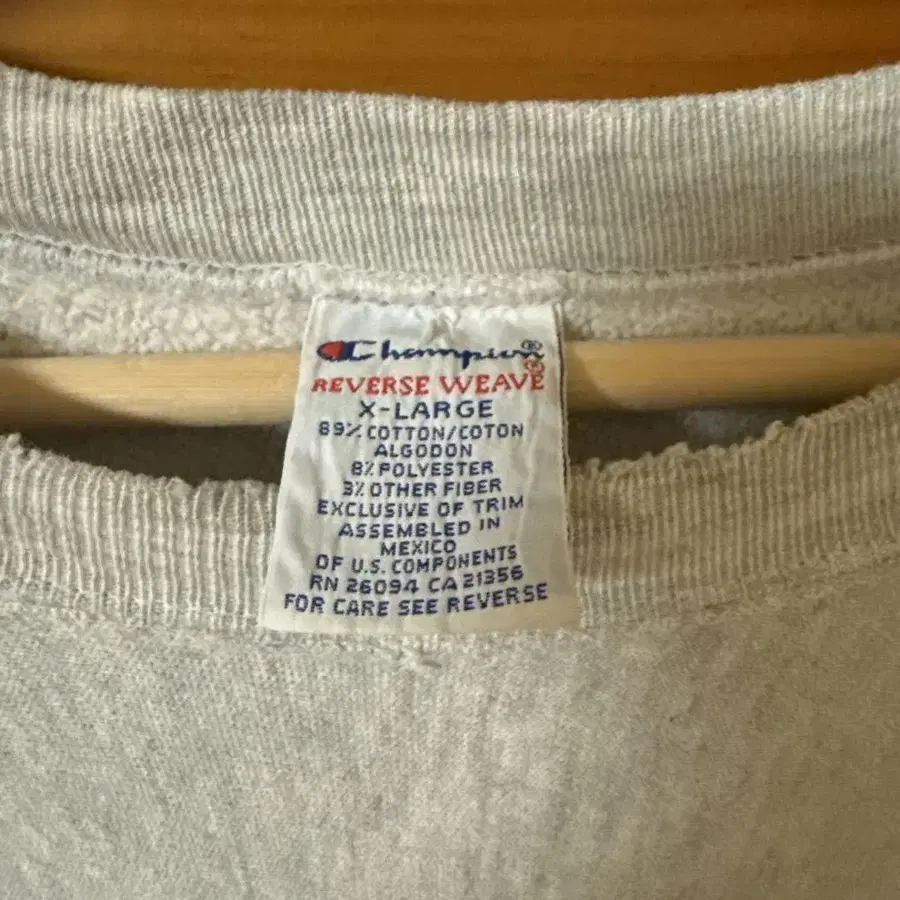 Champion®
REVERSE WEAVE®
X-LARGE
89% COTTON/COTON
ALGODON
8% POLYESTER
3% OTHER FIBER
EXCLUSIVE OF TRIM
ASSEMBLED IN
MEXICO
OF U.S. COMPONENTS
RN 26094 CA 21356
FOR CARE SEE REVERSE